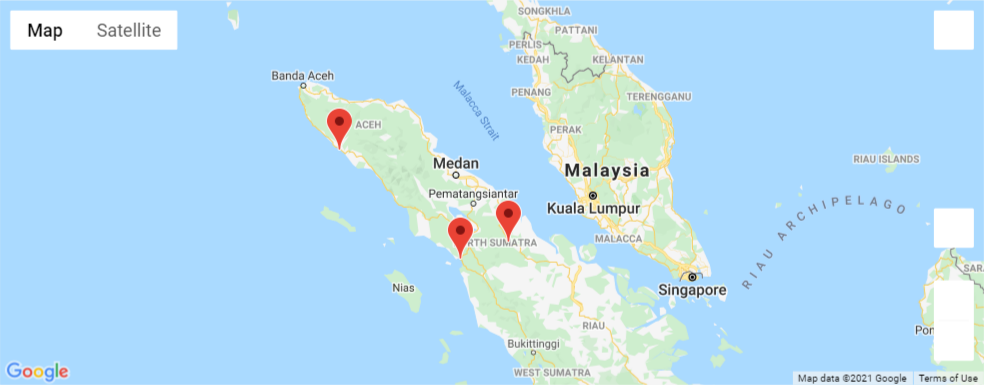 Map
Satellite
SONGKHLA
PATTANI
PERLIS
KEDAH
KELANTAN
Banda Aceh
PENANG
TERENGGANU
Malacca Strait
ACEH
PERAK
Medan
Malaysia
RIAU ISLANDS
Pematangsiantar
Kuala Lumpur
RIAU ARCHIPELAGO
RTH SUMATRA
MALACCA
SARA
Nias
Singapore
RIAU
Pon
Bukittinggi
WEST SUMATRA
Google
Map data ©2021 Google
Terms of Use